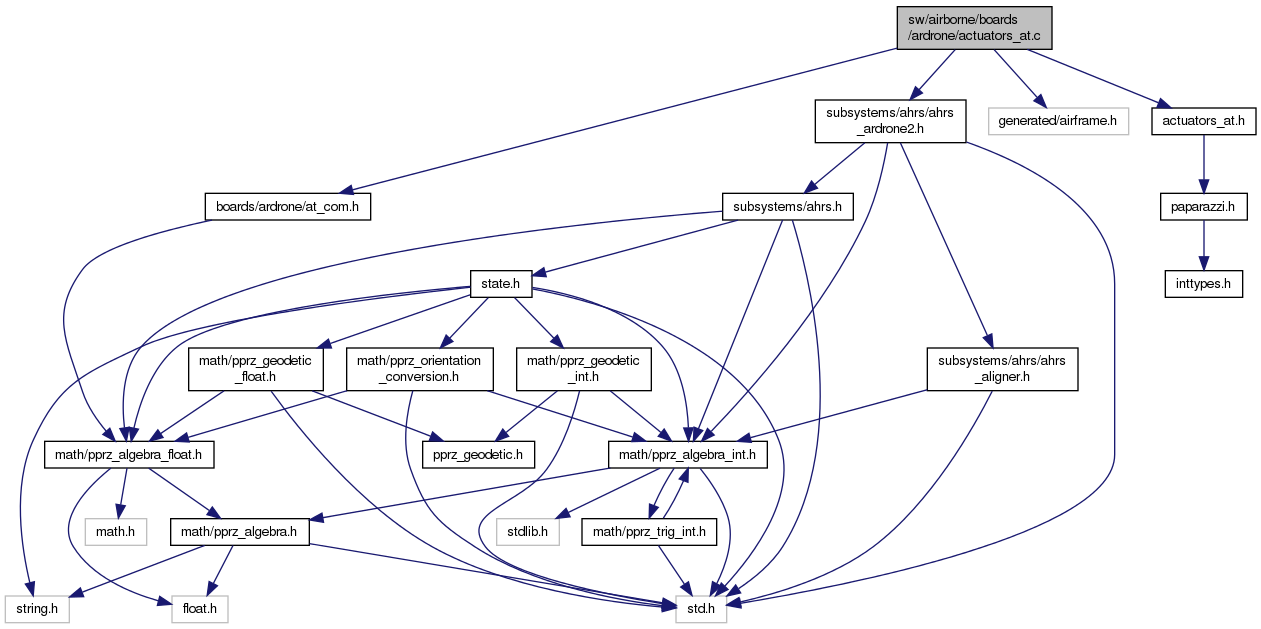 sw/airborne/boards
/ardrone/actuators_at.c
subsystems/ahrs/ahrs
_ardrone2.h
generated/airframe.h
actuators_at.h
boards/ardrone/at_com.h
subsystems/ahrs.h
paparazzi.h
state.h
inttypes.h
math/pprz_geodetic
_float.h
math/pprz_orientation
_conversion.h
math/pprz_geodetic
_int.h
subsystems/ahrs/ahrs
_aligner.h
math/pprz_algebra_float.h
pprz_geodetic.h
math/pprz_algebra_int.h
math.h
math/pprz_algebra.h
stdlib.h
math/pprz_trig_int.h
string.h
float.h
std.h